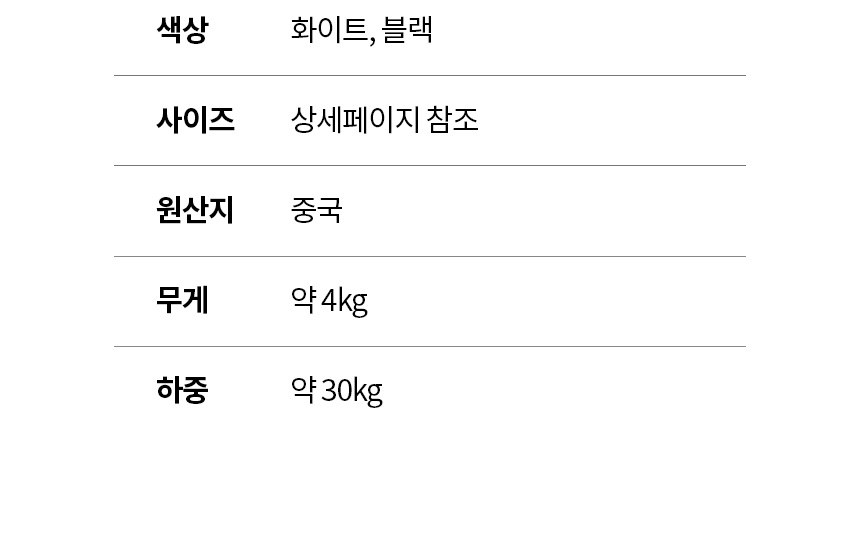 색상 화이트, 블랙
사이즈 상세페이지 참조
원산지 중국
무게 약 4kg
하중 약 30kg